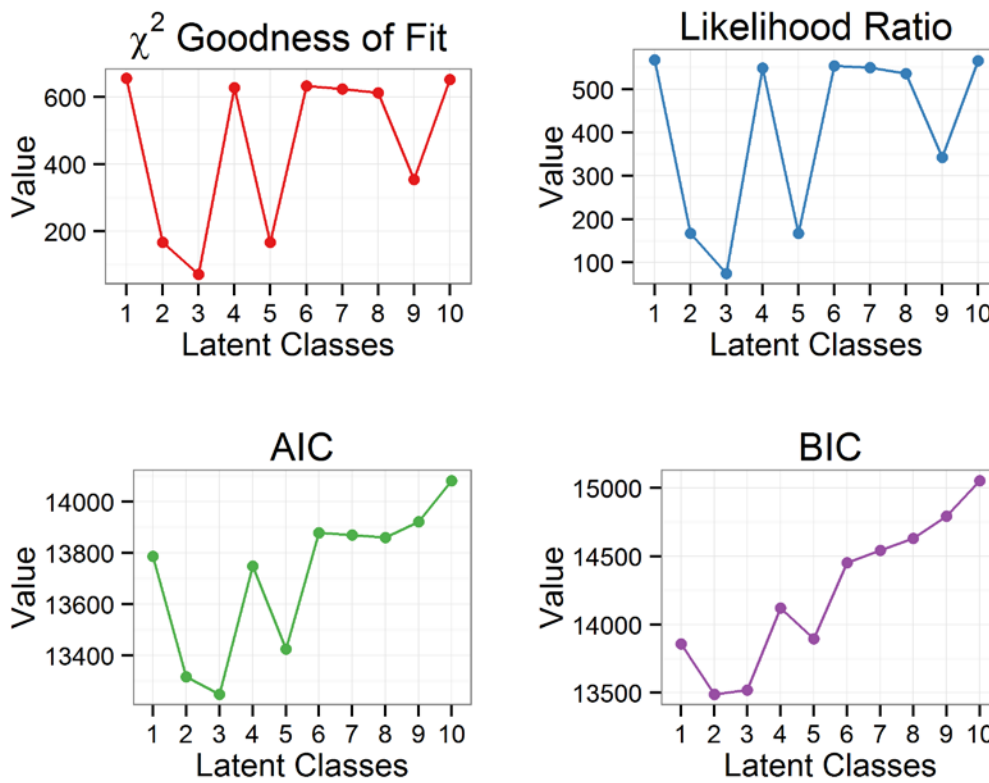 χ² Goodness of Fit
600
400
200
Value
1 2 3 4 5 6 7 8 9 10
Latent Classes
Likelihood Ratio
500
400
300
200
100
Value
1 2 3 4 5 6 7 8 9 10
Latent Classes
AIC
14000
13800
13600
13400
Value
1 2 3 4 5 6 7 8 9 10
Latent Classes
BIC
15000
14500
14000
13500
Value
1 2 3 4 5 6 7 8 9 10
Latent Classes